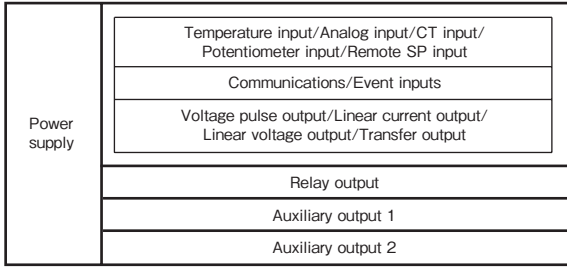 Power
supply
Temperature input/Analog input/CT input/
Potentiometer input/Remote SP input
Communications/Event inputs
Voltage pulse output/Linear current output/
Linear voltage output/Transfer output
Relay output
Auxiliary output 1
Auxiliary output 2